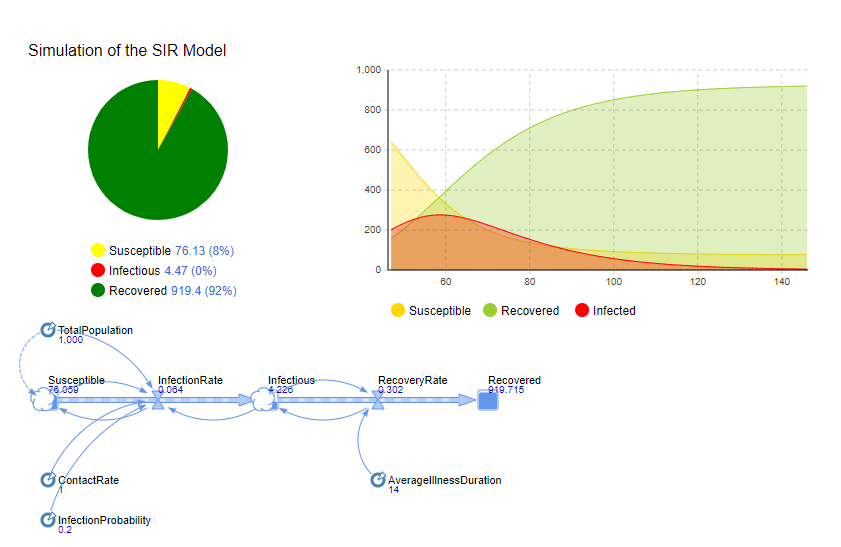 Simulation of the SIR Model
Susceptible 76.13 (8%)
Infectious 4.47 (0%)
Recovered 919.4 (92%)
1,000
800
600
400
200
0
60
80
100
120
140
Susceptible
Recovered
Infected
TotalPopulation
1,000
Susceptible
76.059
InfectionRate
0.064
Infectious
4.226
RecoveryRate
0.302
Recovered
919.715
ContactRate
1
AverageIllnessDuration
14
InfectionProbability
0.2